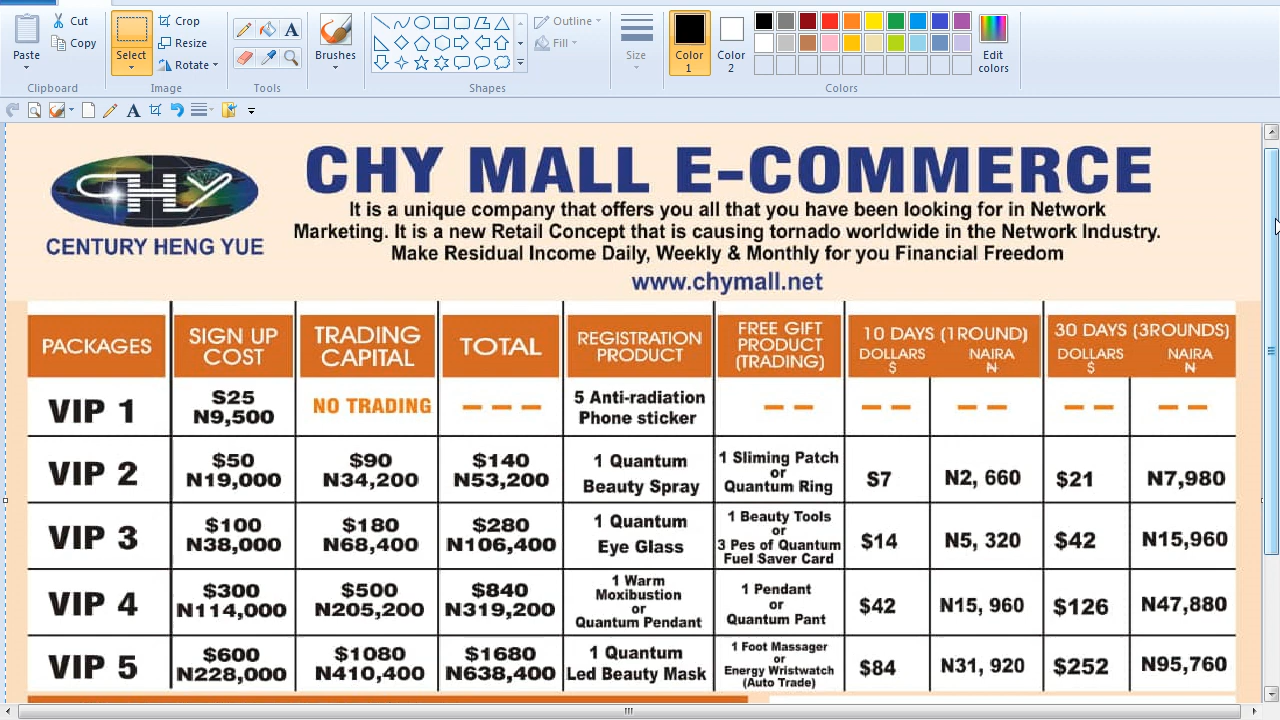 Cut
Crop
Outline
Copy
Resize
Fill
Paste
Select
Rotate
Brushes
Size
Color 1
Color 2
Edit colors
Clipboard
Image
Tools
Shapes
Colors
CHY
CENTURY HENG YUE
CHY MALL E-COMMERCE
It is a unique company that offers you all that you have been looking for in Network
Marketing. It is a new Retail Concept that is causing tornado worldwide in the Network Industry.
Make Residual Income Daily, Weekly & Monthly for you Financial Freedom
www.chymall.net
PACKAGES
SIGN UP COST
TRADING CAPITAL
TOTAL
REGISTRATION PRODUCT
FREE GIFT PRODUCT (TRADING)
10 DAYS (1ROUND)
DOLLARS $
NAIRA ₦
30 DAYS (3ROUNDS)
DOLLARS $
NAIRA ₦
VIP 1
$25
N9,500
NO TRADING
5 Anti-radiation
Phone sticker
VIP 2
$50
N19,000
$90
N34,200
$140
N53,200
1 Quantum
Beauty Spray
1 Sliming Patch
or
Quantum Ring
$7
N2, 660
$21
N7,980
VIP 3
$100
N38,000
$180
N68,400
$280
N106,400
1 Quantum
Eye Glass
1 Beauty Tools
or
3 Pes of Quantum
Fuel Saver Card
$14
N5, 320
$42
N15,960
VIP 4
$300
N114,000
$500
N205,200
$840
N319,200
1 Warm
Moxibustion
or
Quantum Pendant
1 Pendant
or
Quantum Pant
$42
N15, 960
$126
N47,880
VIP 5
$600
N228,000
$1080
N410,400
$1680
N638,400
1 Quantum
Led Beauty Mask
1 Foot Massager
or
Energy Wristwatch
(Auto Trade)
$84
N31, 920
$252
N95,760